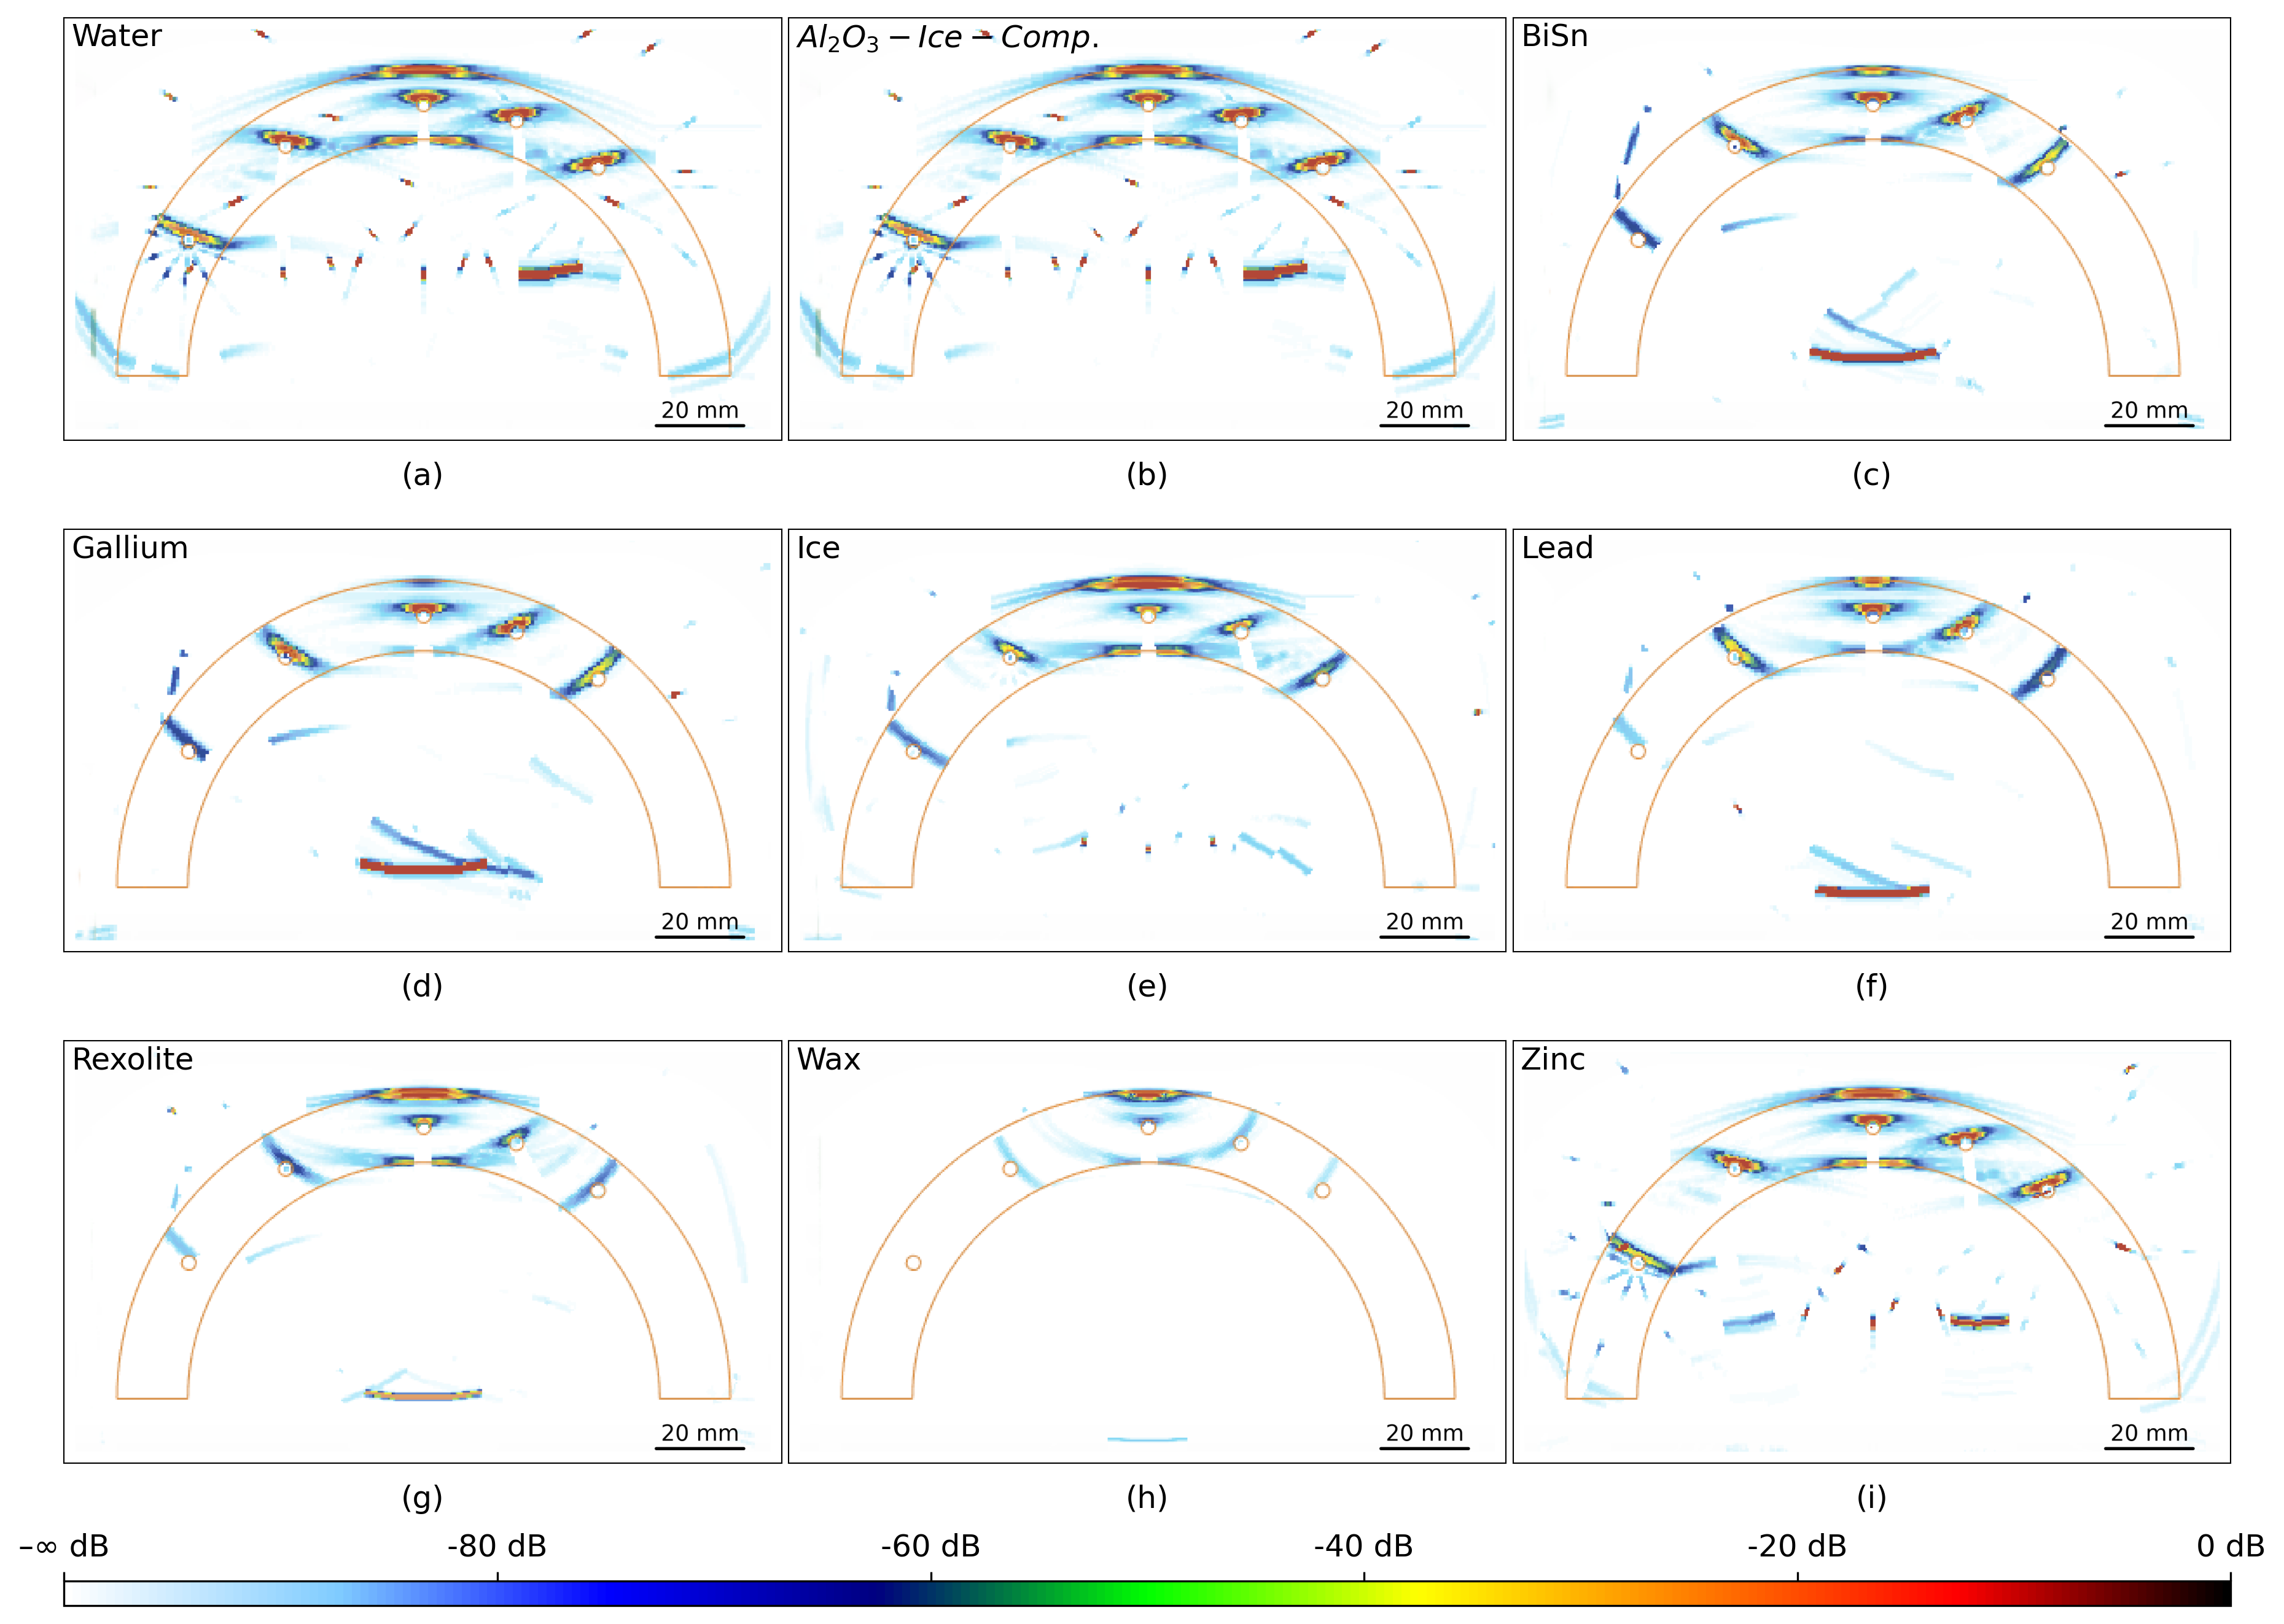 Water
Al₂O₃ − Ice − Comp.
BiSn
20 mm
20 mm
20 mm
(a)
(b)
(c)
Gallium
Ice
Lead
20 mm
20 mm
20 mm
(d)
(e)
(f)
Rexolite
Wax
Zinc
20 mm
20 mm
20 mm
(g)
(h)
(i)
–∞ dB
-80 dB
-60 dB
-40 dB
-20 dB
0 dB